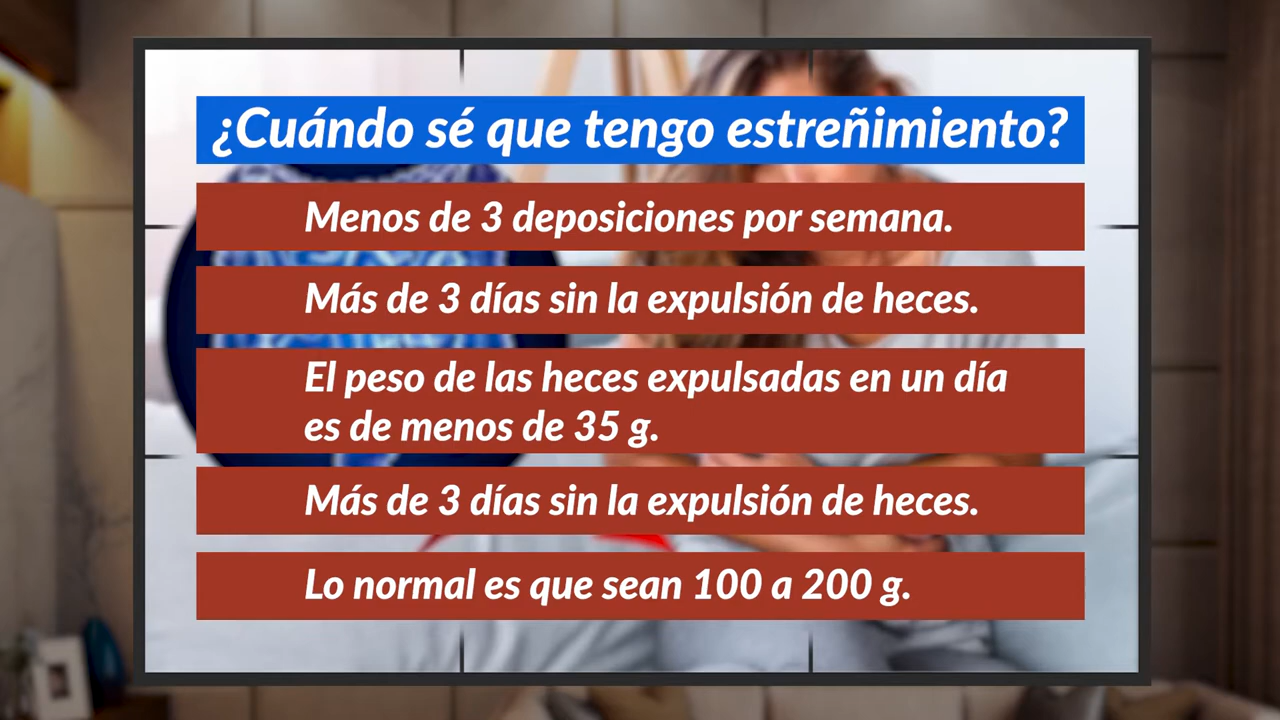 ¿Cuándo sé que tengo estreñimiento?
Menos de 3 deposiciones por semana.
Más de 3 días sin la expulsión de heces.
El peso de las heces expulsadas en un día
es de menos de 35 g.
Más de 3 días sin la expulsión de heces.
Lo normal es que sean 100 a 200 g.